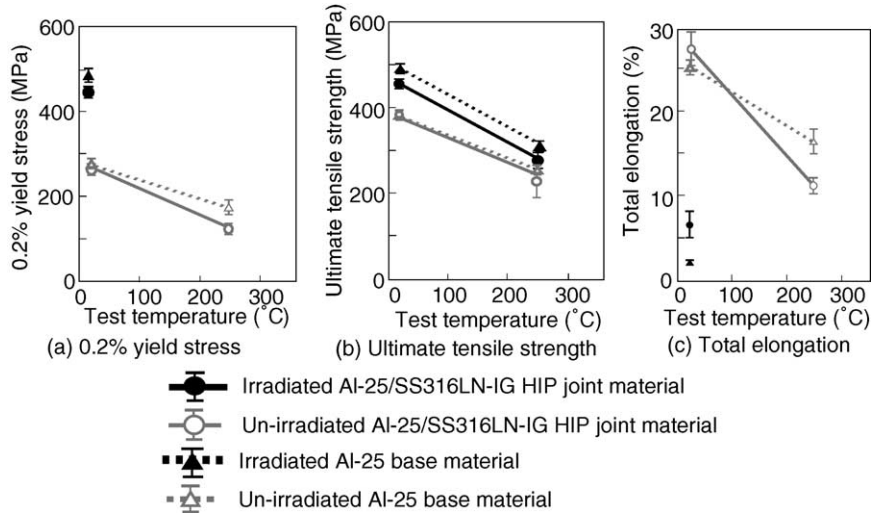 600
400
200
0
0.2% yield stress (MPa)
0 100 200 300
Test temperature (˚C)
(a) 0.2% yield stress
600
400
200
0
Ultimate tensile strength (MPa)
0 100 200 300
Test temperature (˚C)
(b) Ultimate tensile strength
30
20
10
0
Total elongation (%)
0 100 200 300
Test temperature (˚C)
(c) Total elongation
Irradiated Al-25/SS316LN-IG HIP joint material
Un-irradiated Al-25/SS316LN-IG HIP joint material
Irradiated Al-25 base material
Un-irradiated Al-25 base material